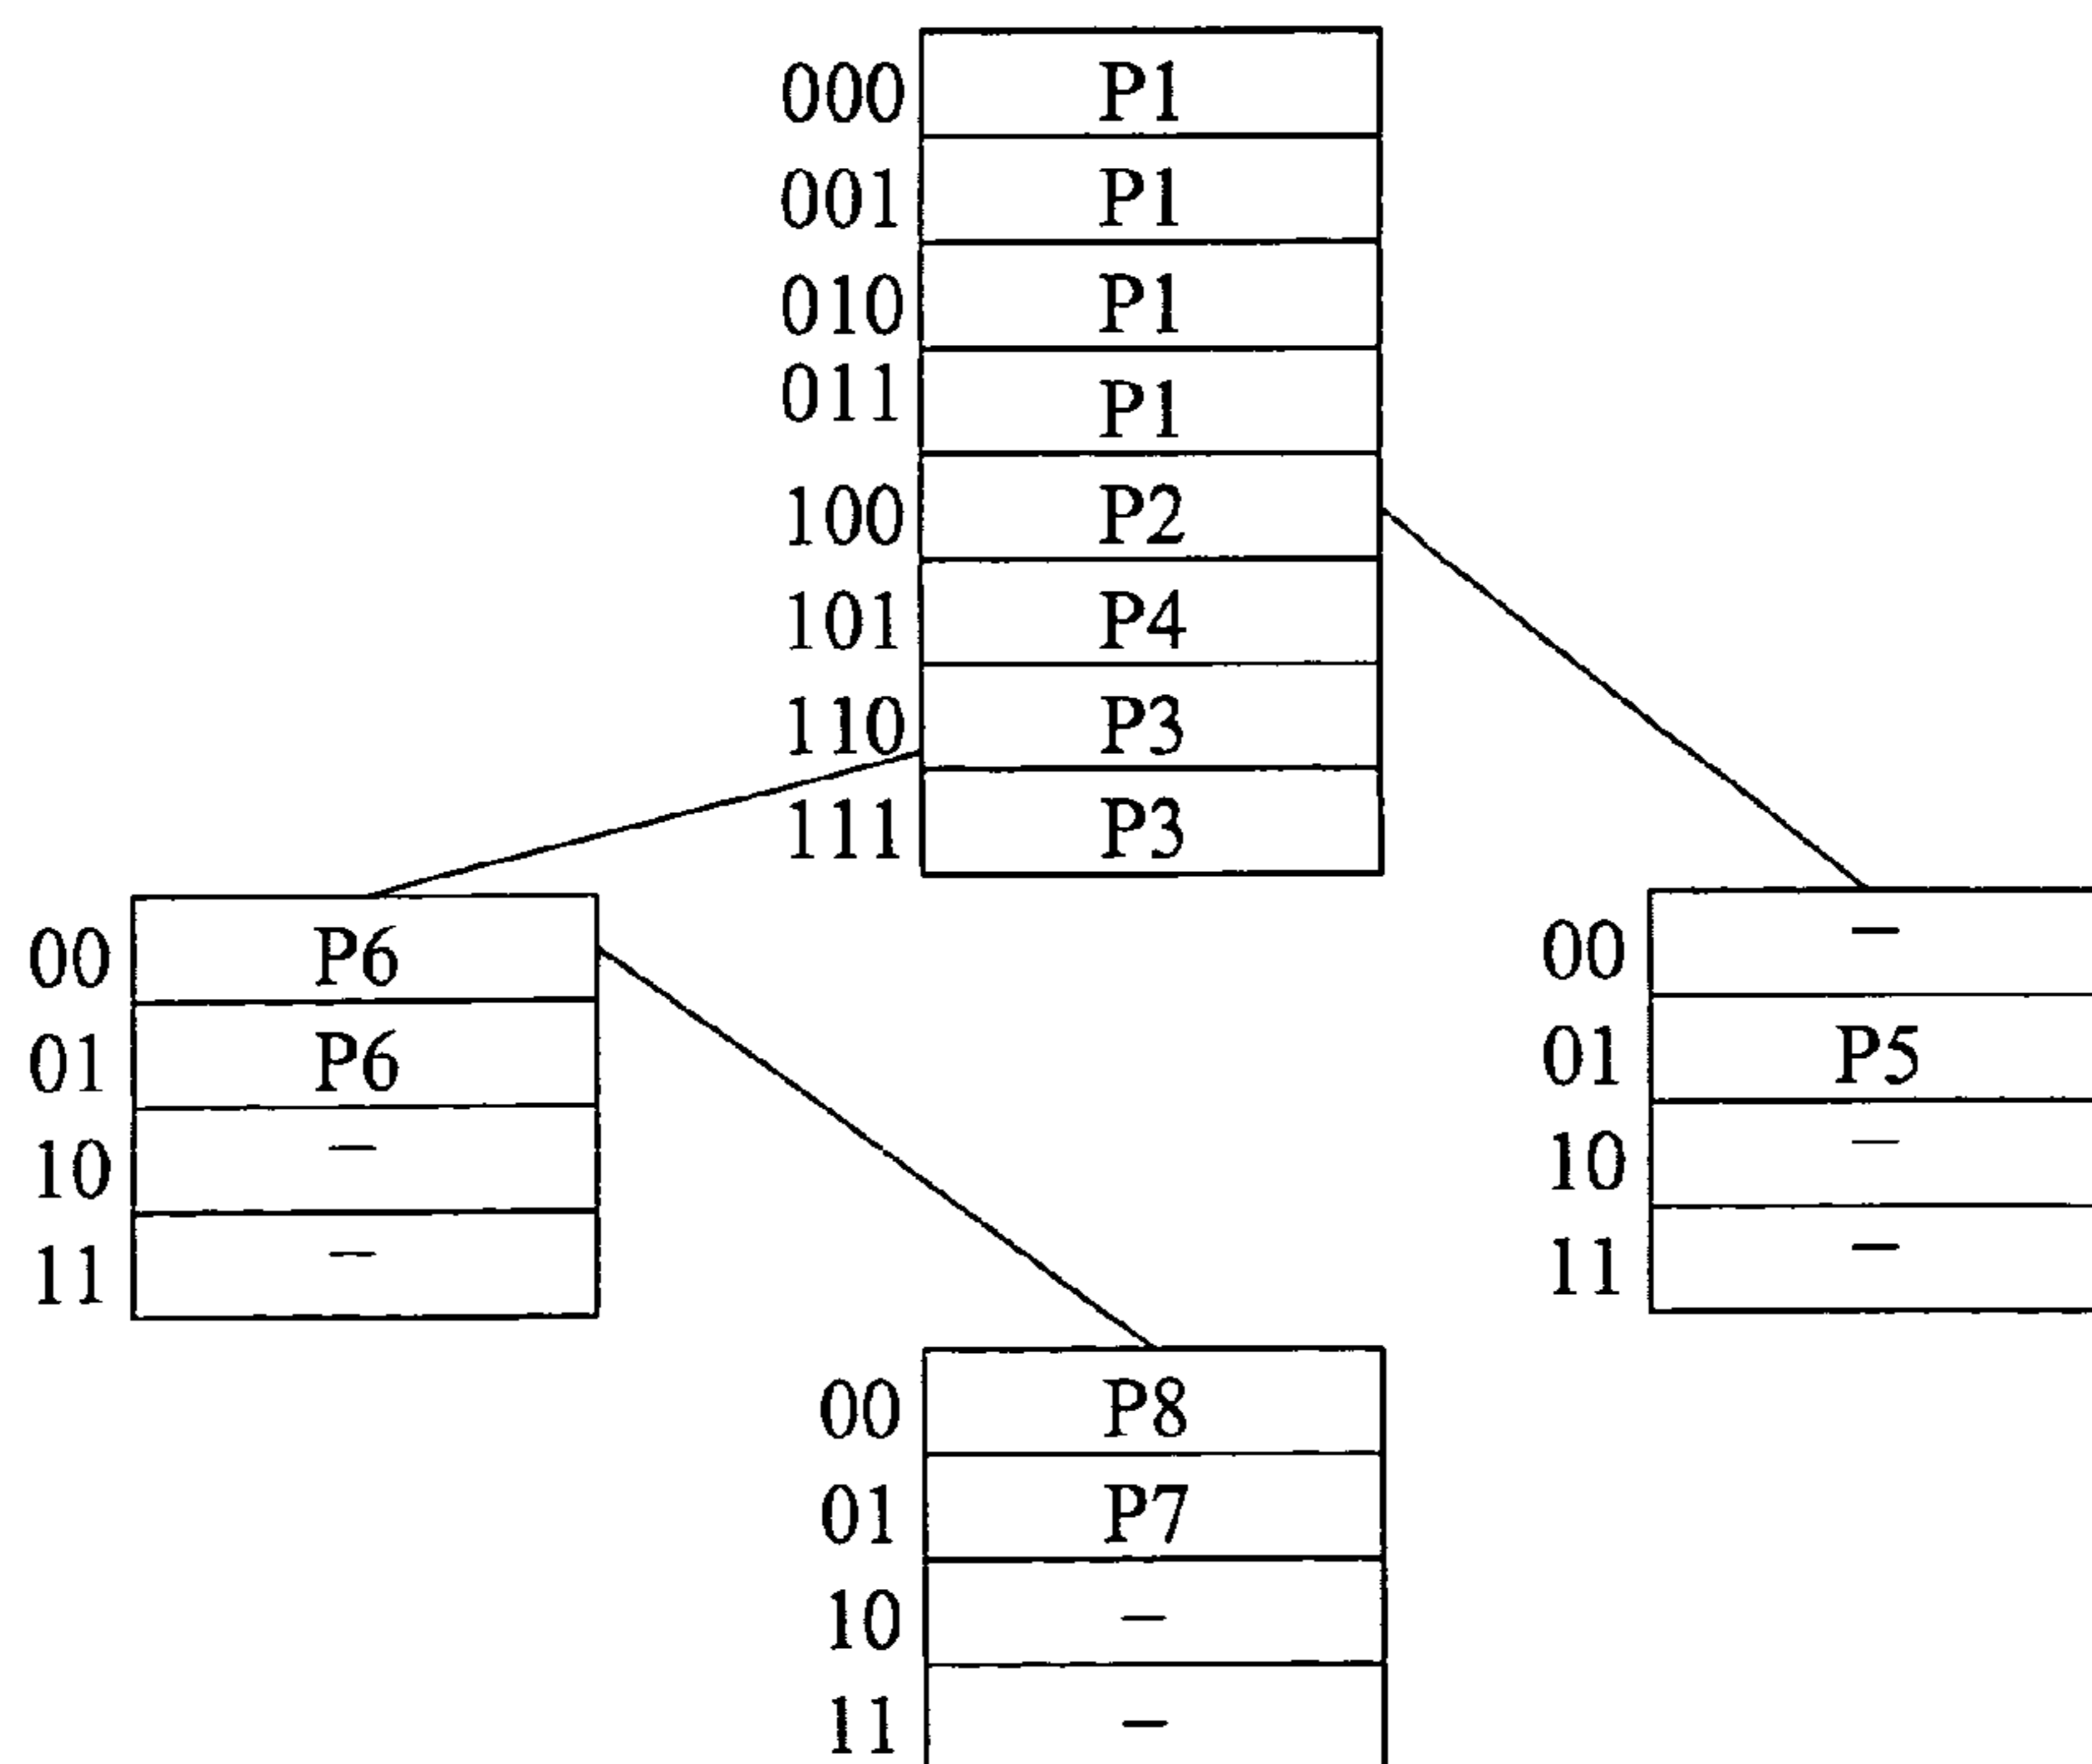 000 P1
001 P1
010 P1
011 P1
100 P2
101 P4
110 P3
111 P3
00 P6
01 P6
10 –
11 –
00 –
01 P5
10 –
11 –
00 P8
01 P7
10 –
11 –